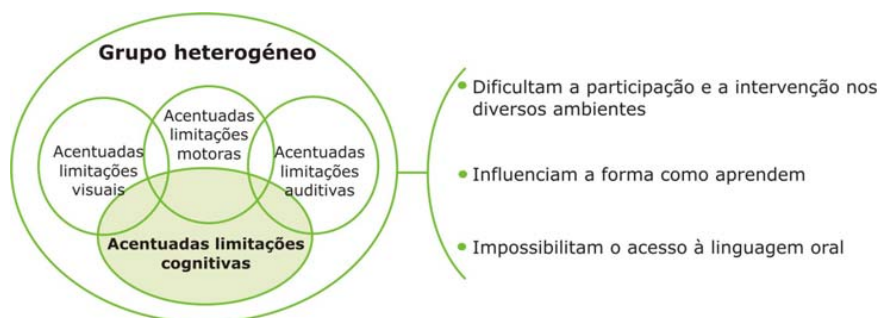 Grupo heterogéneo
Acentuadas
limitações
visuais
Acentuadas
limitações
motoras
Acentuadas
limitações
auditivas
Acentuadas limitações
cognitivas
• Dificultam a participação e a intervenção nos
diversos ambientes
• Influenciam a forma como aprendem
• Impossibilitam o acesso à linguagem oral